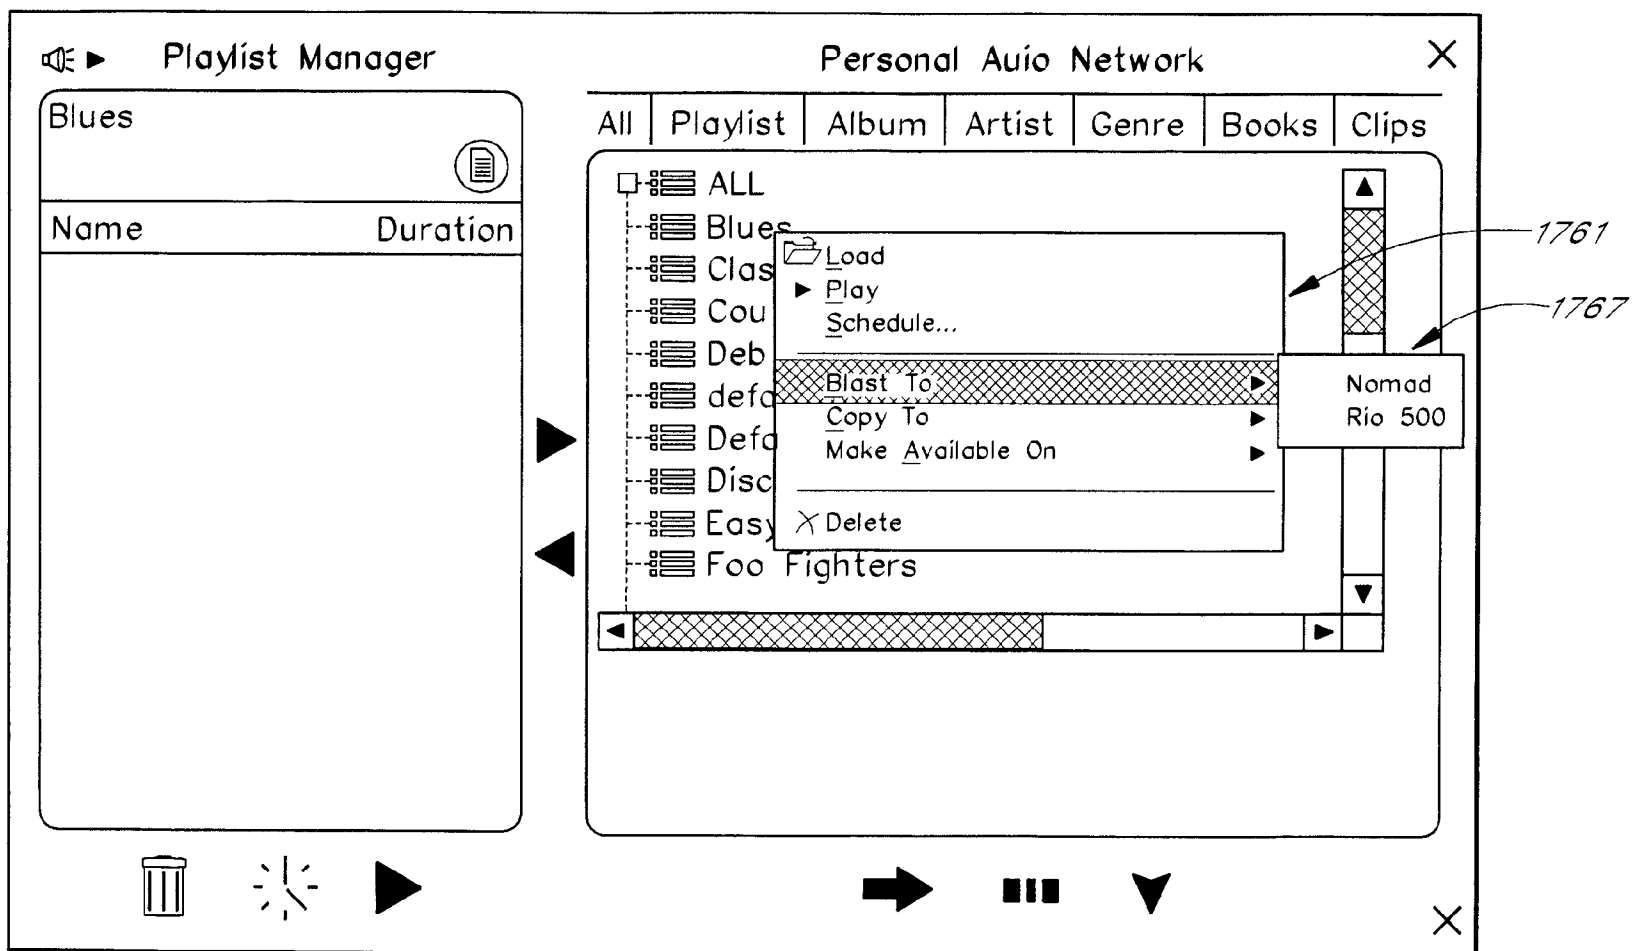 Playlist Manager
Personal Auio Network
Blues
Name Duration
All Playlist Album Artist Genre Books Clips
ALL
Blues
Clas
Cou
Deb
defa
Defa
Disc
Easy
Foo Fighters
Load
Play
Schedule...
Blast To
Copy To
Make Available On
Delete
Nomad
Rio 500
1761
1767